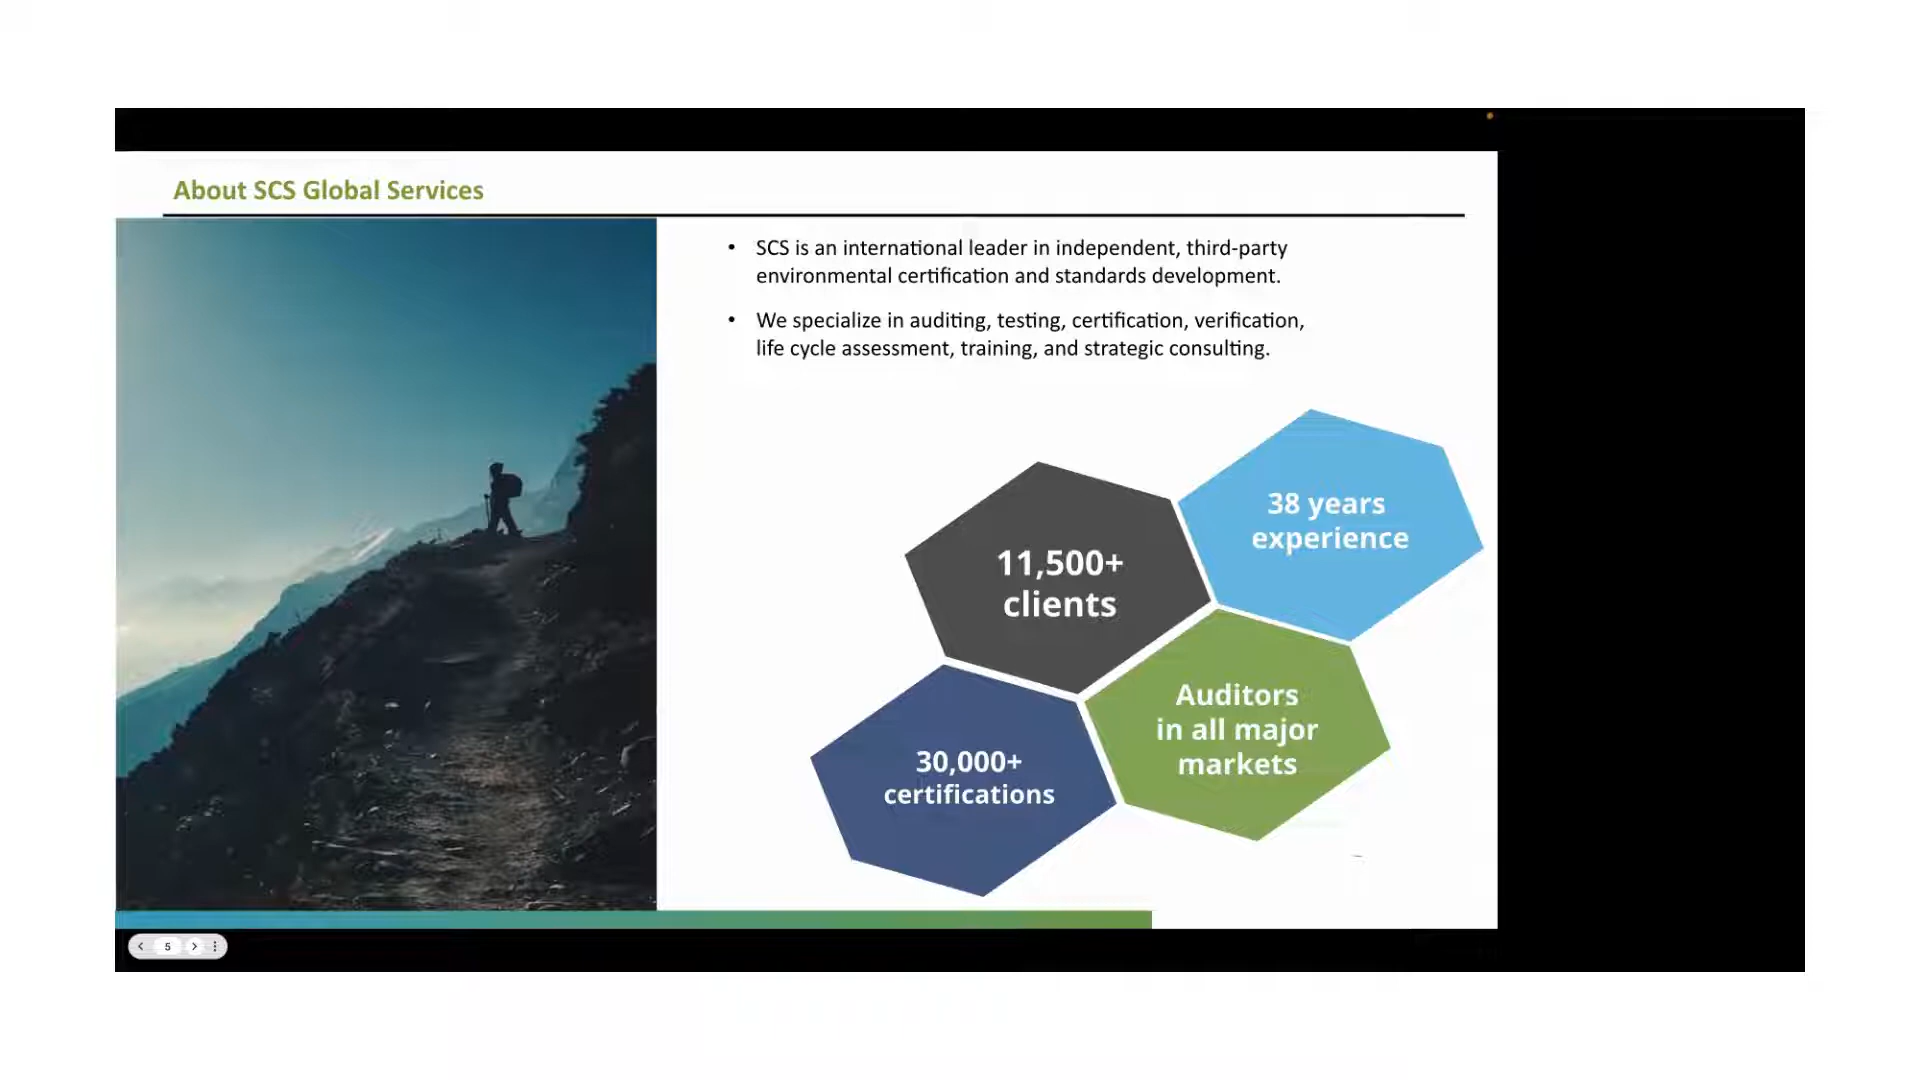 About SCS Global Services
• SCS is an international leader in independent, third-party
environmental certification and standards development.
• We specialize in auditing, testing, certification, verification,
life cycle assessment, training, and strategic consulting.
38 years
experience
11,500+
clients
Auditors
in all major
markets
30,000+
certifications
5